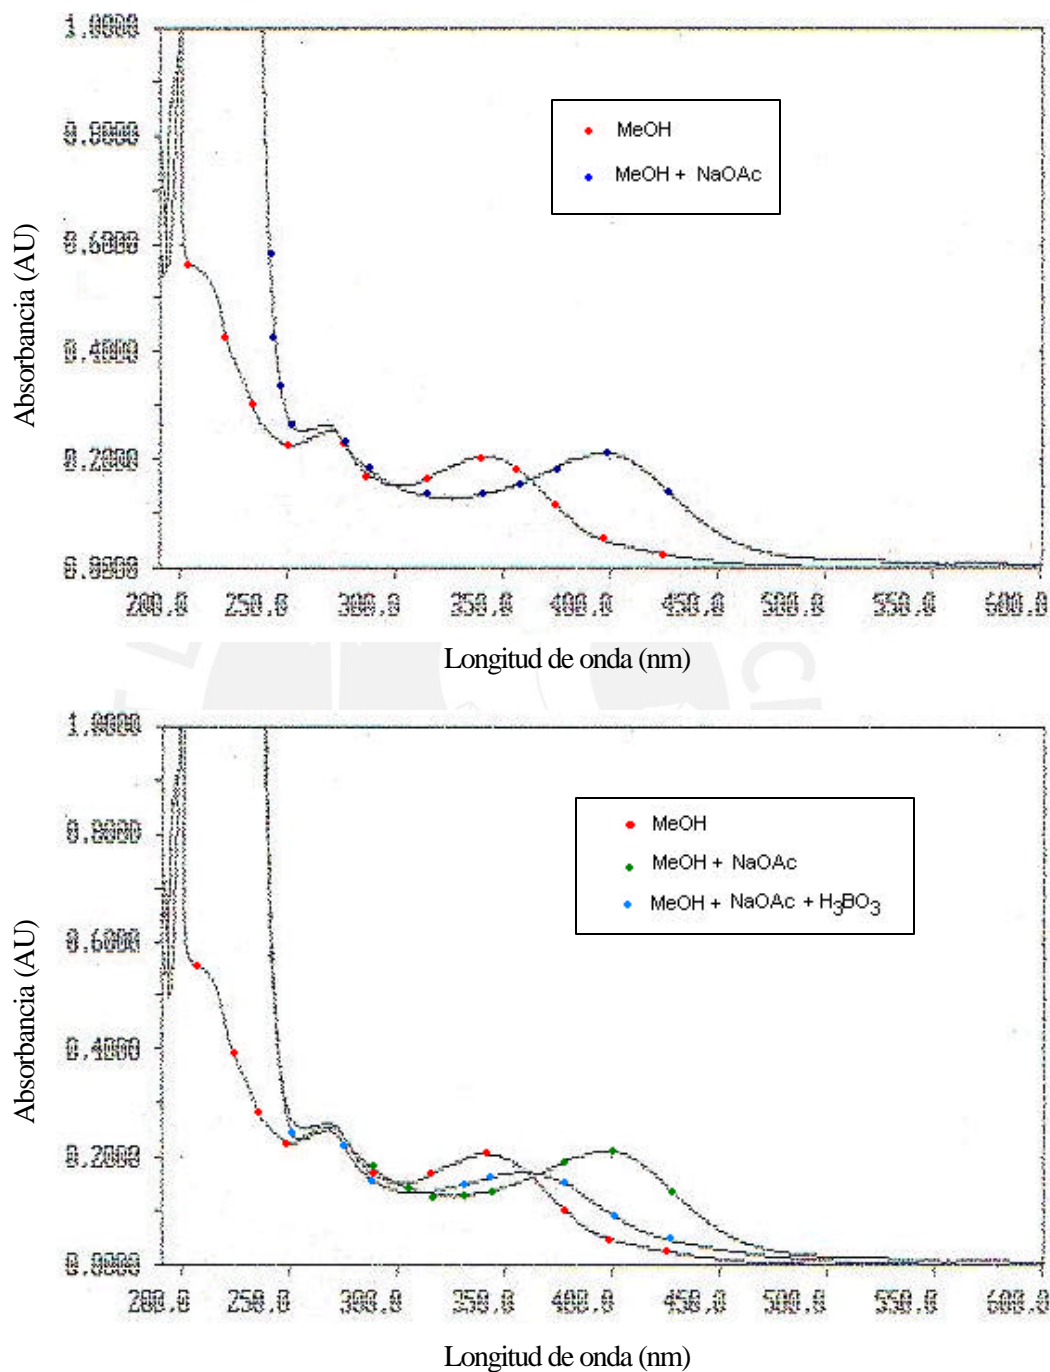 1.0000
MeOH
0.8000
MeOH + NaOAc
0.6000
Absorbancia (AU)
0.4000
0.2000
0.0000
200.0 250.0 300.0 350.0 400.0 450.0 500.0 550.0 600.0
Longitud de onda (nm)
1.0000
MeOH
0.8000
MeOH + NaOAc
MeOH + NaOAc + H3BO3
0.6000
Absorbancia (AU)
0.4000
0.2000
0.0000
200.0 250.0 300.0 350.0 400.0 450.0 500.0 550.0 600.0
Longitud de onda (nm)